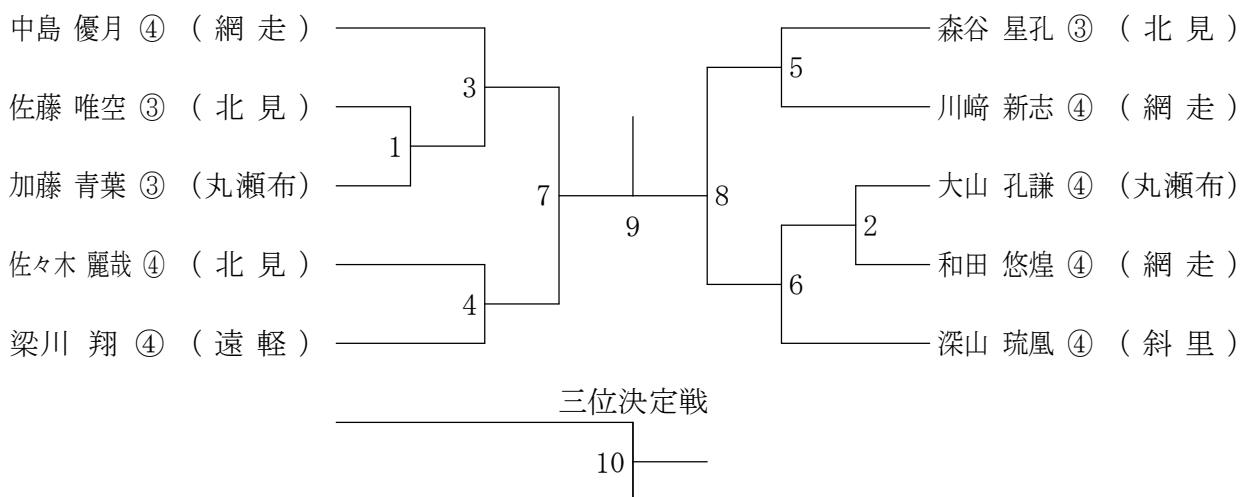 中島 優月 ④ （ 網 走 ）
佐藤 唯空 ③ （ 北 見 ）
加藤 青葉 ③ （丸瀬布）
佐々木 麗哉 ④ （ 北 見 ）
梁川 翔 ④ （ 遠 軽 ）
1
3
4
7
9
8
5
2
6
森谷 星孔 ③ （ 北 見 ）
川﨑 新志 ④ （ 網 走 ）
大山 孔謙 ④ （丸瀬布）
和田 悠煌 ④ （ 網 走 ）
深山 琉凰 ④ （ 斜 里 ）
三位決定戦
10